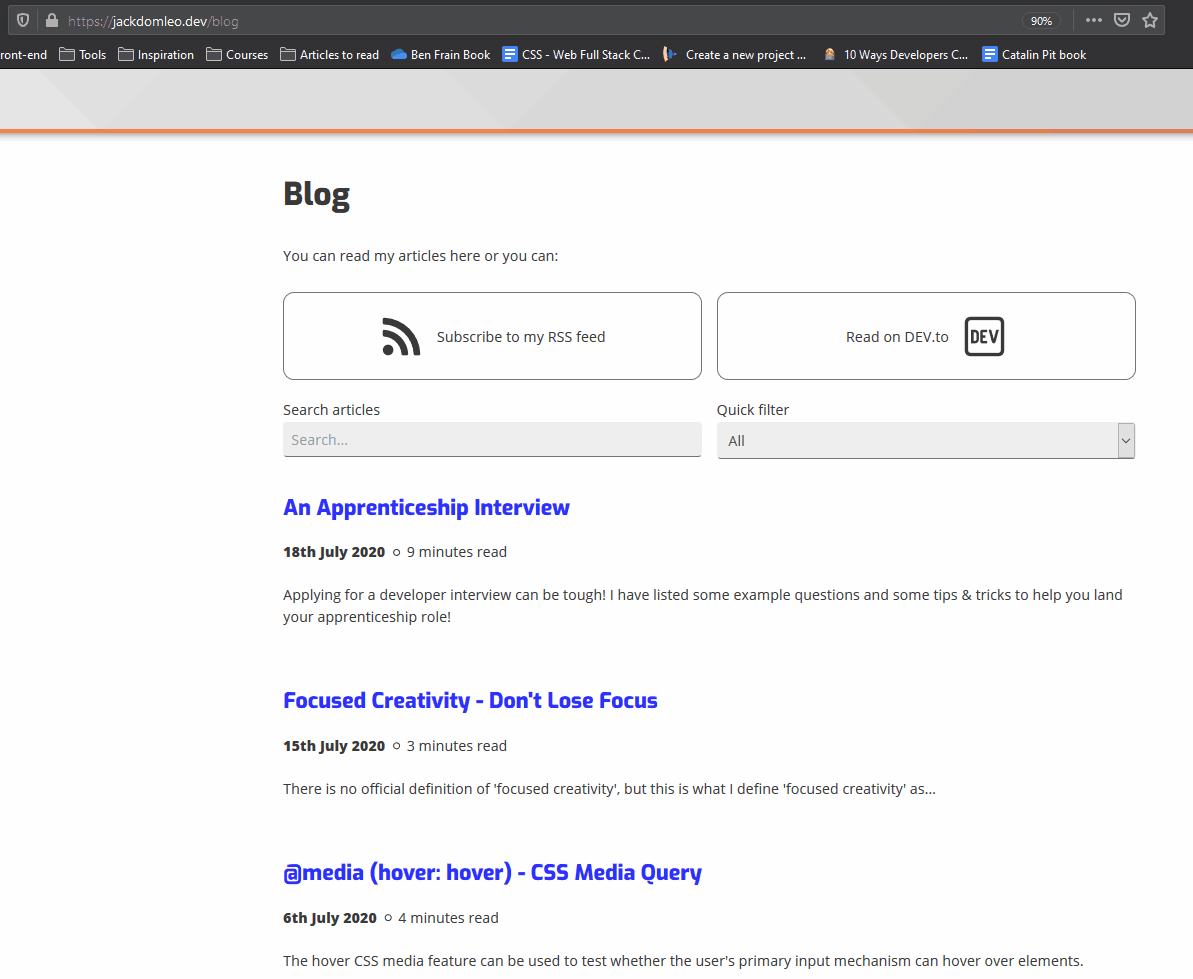 https://jackdomleo.dev/blog 90%
ront-end Tools Inspiration Courses Articles to read Ben Frain Book CSS - Web Full Stack C... Create a new project ... 10 Ways Developers C... Catalin Pit book
Blog
You can read my articles here or you can:
Subscribe to my RSS feed Read on DEV.to DEV
Search articles Quick filter
Search... All
An Apprenticeship Interview
18th July 2020 ○ 9 minutes read
Applying for a developer interview can be tough! I have listed some example questions and some tips & tricks to help you land
your apprenticeship role!
Focused Creativity - Don't Lose Focus
15th July 2020 ○ 3 minutes read
There is no official definition of 'focused creativity', but this is what I define 'focused creativity' as...
@media (hover: hover) - CSS Media Query
6th July 2020 ○ 4 minutes read
The hover CSS media feature can be used to test whether the user's primary input mechanism can hover over elements.